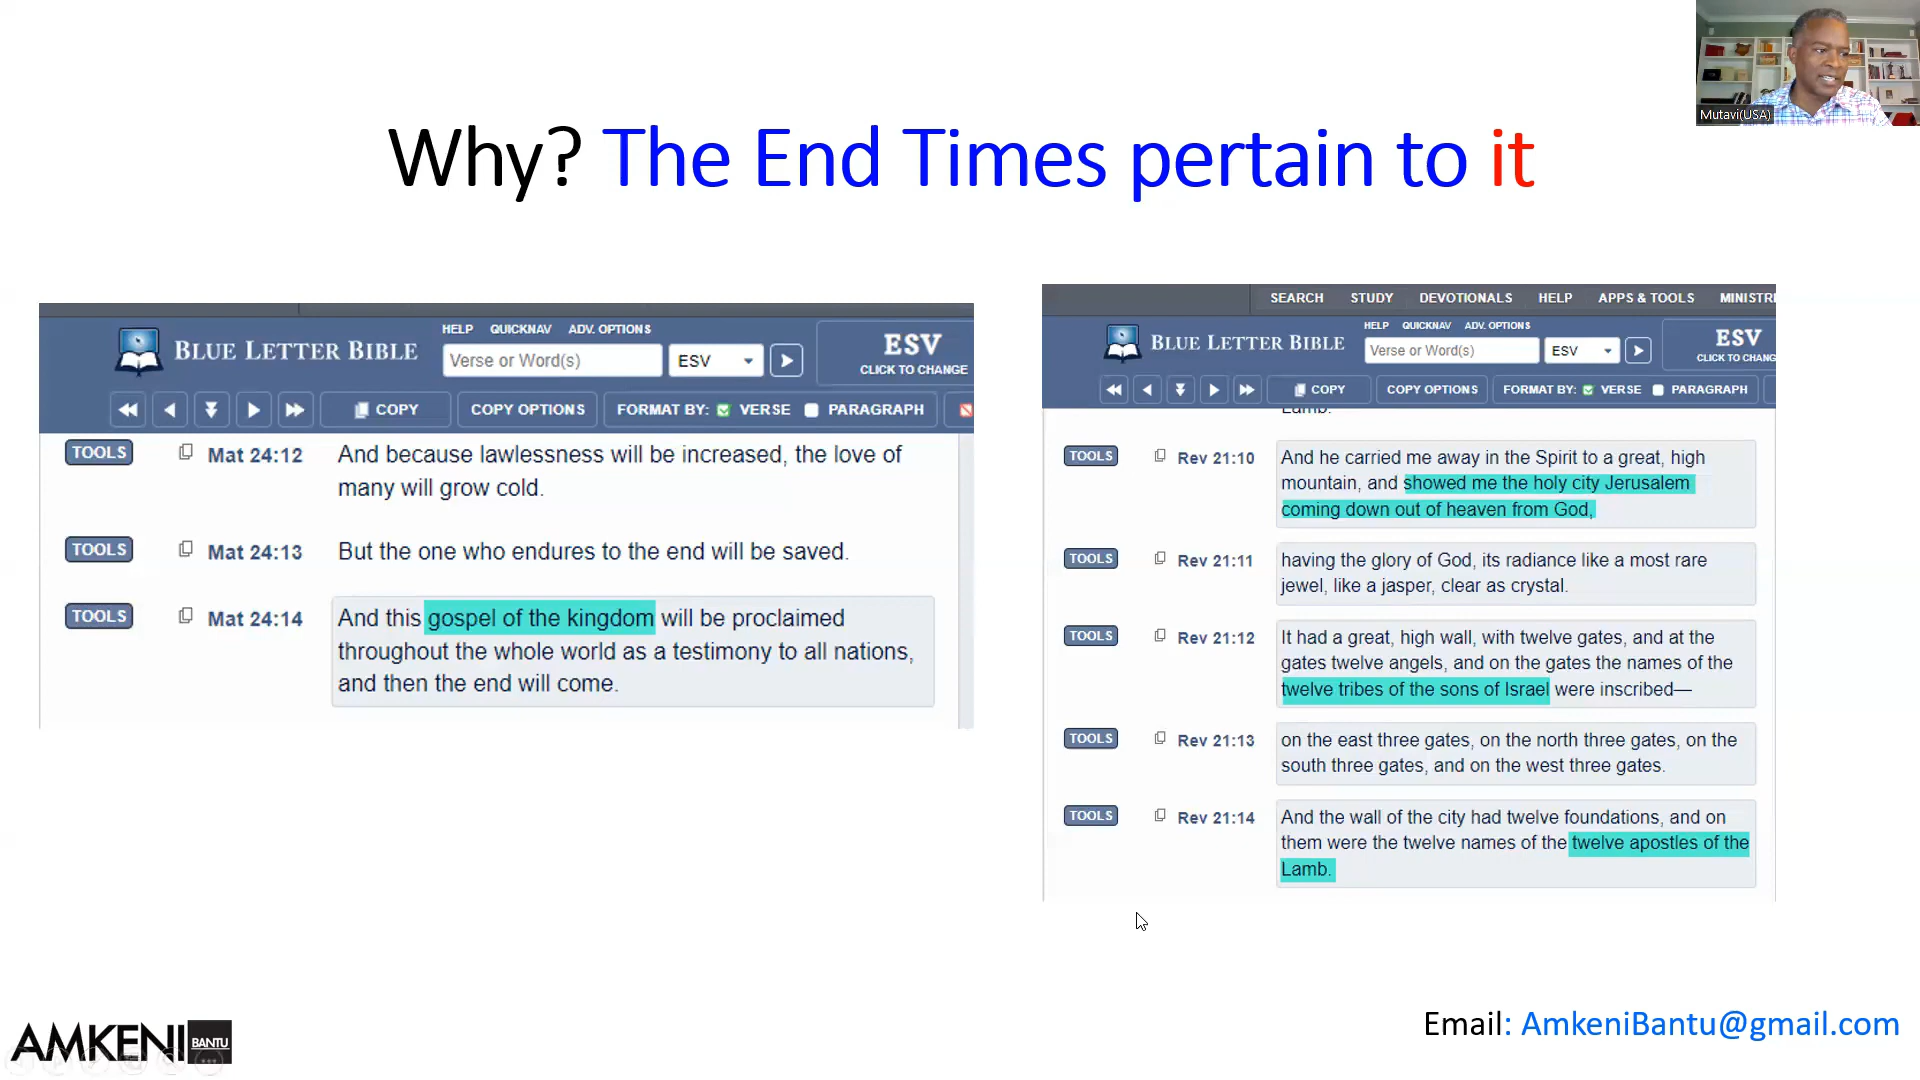 Mutavi(USA)
Why? The End Times pertain to it
HELP QUICKNAV ADV. OPTIONS
BLUE LETTER BIBLE
Verse or Word(s)
ESV
ESV
CLICK TO CHANGE
COPY
COPY OPTIONS
FORMAT BY: VERSE PARAGRAPH
TOOLS Mat 24:12 And because lawlessness will be increased, the love of
many will grow cold.
TOOLS Mat 24:13 But the one who endures to the end will be saved.
TOOLS Mat 24:14 And this gospel of the kingdom will be proclaimed
throughout the whole world as a testimony to all nations,
and then the end will come.
SEARCH STUDY DEVOTIONALS HELP APPS & TOOLS MINISTRI
HELP QUICKNAV ADV. OPTIONS
BLUE LETTER BIBLE
Verse or Word(s)
ESV
ESV
CLICK TO CHANG
COPY
COPY OPTIONS
FORMAT BY: VERSE PARAGRAPH
Lamb.
TOOLS Rev 21:10 And he carried me away in the Spirit to a great, high
mountain, and showed me the holy city Jerusalem
coming down out of heaven from God,
TOOLS Rev 21:11 having the glory of God, its radiance like a most rare
jewel, like a jasper, clear as crystal.
TOOLS Rev 21:12 It had a great, high wall, with twelve gates, and at the
gates twelve angels, and on the gates the names of the
twelve tribes of the sons of Israel were inscribed—
TOOLS Rev 21:13 on the east three gates, on the north three gates, on the
south three gates, and on the west three gates.
TOOLS Rev 21:14 And the wall of the city had twelve foundations, and on
them were the twelve names of the twelve apostles of the
Lamb.
AMKENI BANTU
Email: AmkeniBantu@gmail.com